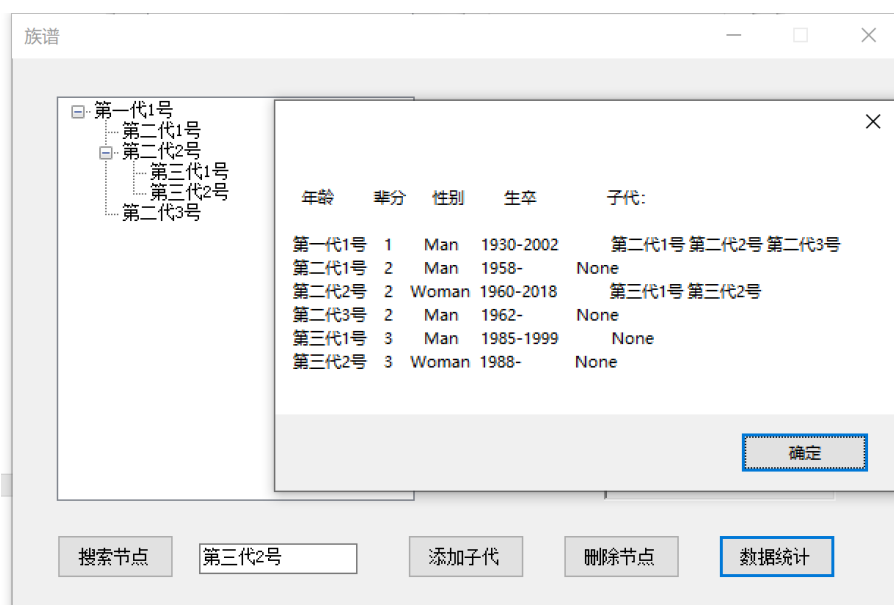 族谱
第一代1号
第二代1号
第二代2号
第三代1号
第三代2号
第二代3号
年龄 辈分 性别 生卒 子代：
第一代1号 1 Man 1930-2002 第二代1号 第二代2号 第二代3号
第二代1号 2 Man 1958- None
第二代2号 2 Woman 1960-2018 第三代1号 第三代2号
第二代3号 2 Man 1962- None
第三代1号 3 Man 1985-1999 None
第三代2号 3 Woman 1988- None
确定
搜索节点 第三代2号 添加子代 删除节点 数据统计